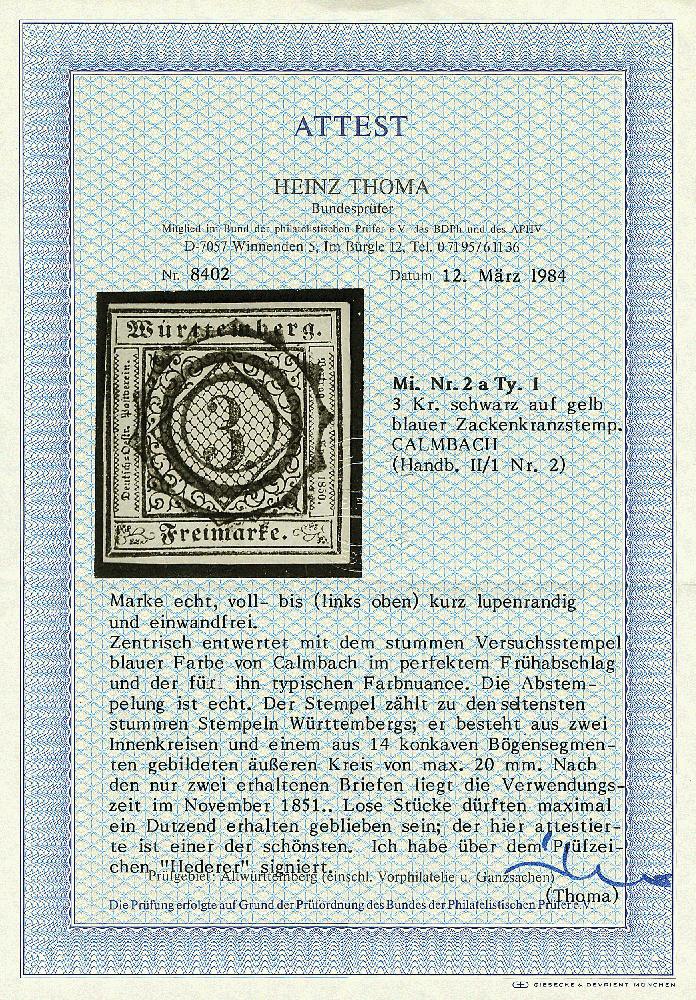 ATTEST
HEINZ THOMA
Bundesprüfer
Mitglied im Bund der philatelistischen Prüfer e.V. des BDPh und des APHV
D-7057 Winnenden 5, Im Bürgle 12, Tel. 07195/61136
Nr. 8402 Datum 12. März 1984
Württemberg.
Deutsch-Oestr. Postverein.
3
1850
Freimarke.
Mi. Nr. 2 a Ty. I
3 Kr. schwarz auf gelb
blauer Zackenkranzstemp.
CALMBACH
(Handb. II/1 Nr. 2)
Marke echt, voll- bis (links oben) kurz lupenrandig
und einwandfrei.
Zentrisch entwertet mit dem stummen Versuchsstempel
blauer Farbe von Calmbach im perfektem Frühabschlag
und der für ihn typischen Farbnuance. Die Abstem-
pelung ist echt. Der Stempel zählt zu den seltensten
stummen Stempeln Württembergs; er besteht aus zwei
Innenkreisen und einem aus 14 konkaven Bögensegmen-
ten gebildeten äußeren Kreis von max. 20 mm. Nach
den nur zwei erhaltenen Briefen liegt die Verwendungs-
zeit im November 1851.. Lose Stücke dürften maximal
ein Dutzend erhalten geblieben sein; der hier attestier-
te ist einer der schönsten. Ich habe über dem Prüfzei-
chen "Hederer" signiert.
Prüfgebiet: Altwürttemberg (einschl. Vorphilatelie u. Ganzsachen)
(Thoma)
Die Prüfung erfolgte auf Grund der Prüfordnung des Bundes der Philatelistischen Prüfer e.V.
GIESECKE & DEVRIENT MÜNCHEN